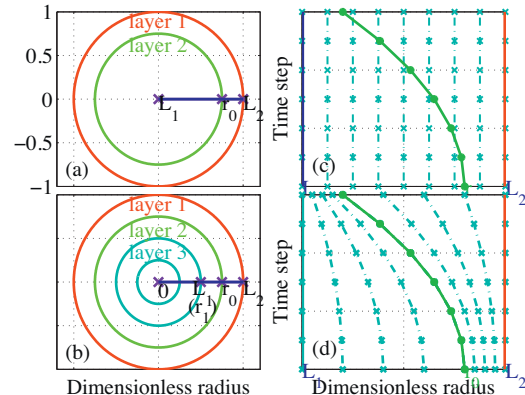 1
layer 1
layer 2
0.5
0
L1 r0 L2
−0.5
(a)
−1
Time step
(c)
L2
layer 1
layer 2
layer 3
0 L1 r0 L2
(r1)
(b)
Dimensionless radius
Time step
(d)
L1 r0 L2
Dimensionless radius